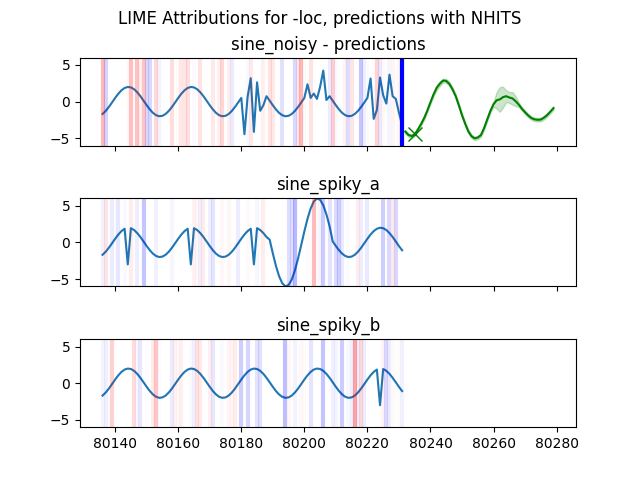 LIME Attributions for -loc, predictions with NHITS
sine_noisy - predictions
5
0
−5
sine_spiky_a
5
0
−5
sine_spiky_b
5
0
−5
80140 80160 80180 80200 80220 80240 80260 80280